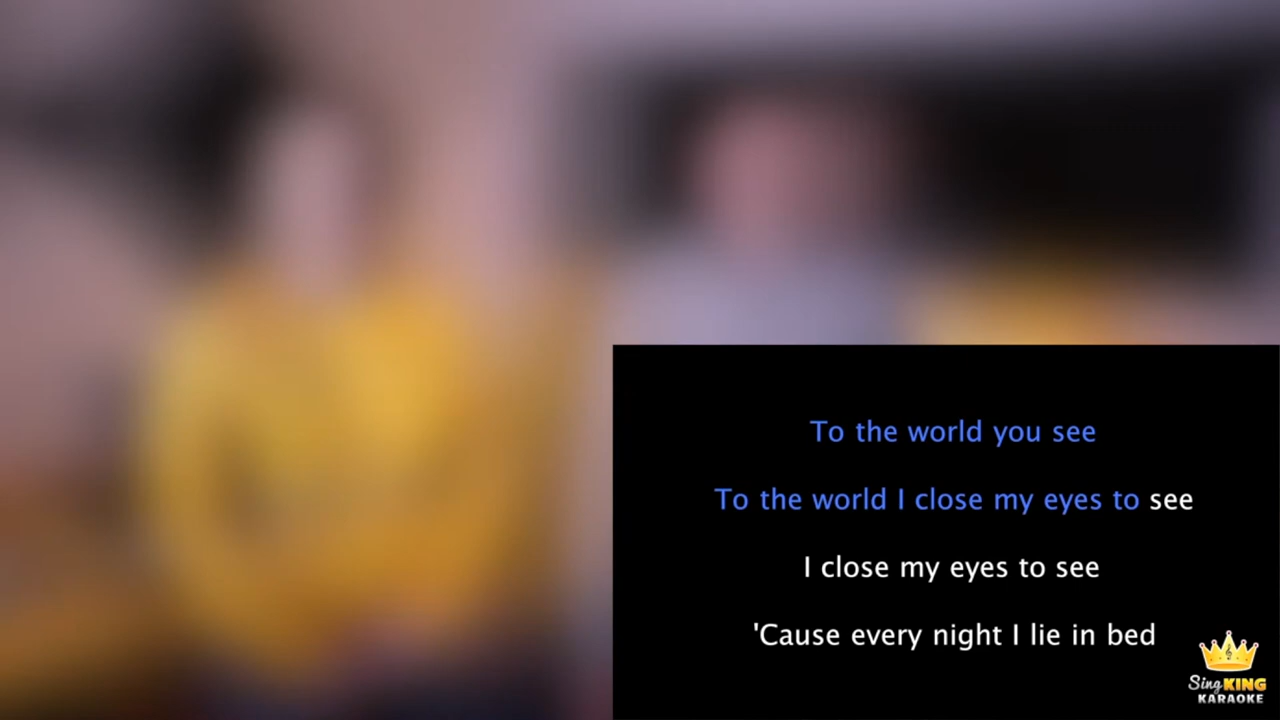 To the world you see
To the world I close my eyes to see
I close my eyes to see
'Cause every night I lie in bed
Sing KING
KARAOKE